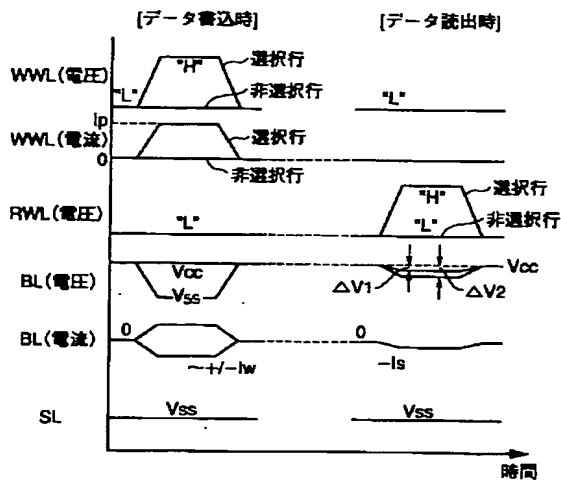 [データ書込時] [データ読出時]
WWL(電圧) "L" "H" 選択行 非選択行 "L"
Ip
WWL(電流) 選択行
0 非選択行
RWL(電圧) "L" "H" 選択行 "L" 非選択行
BL(電圧) Vcc Vss △V1 △V2 Vcc
BL(電流) 0 ~+/-Iw 0 -Is
SL Vss Vss
時間